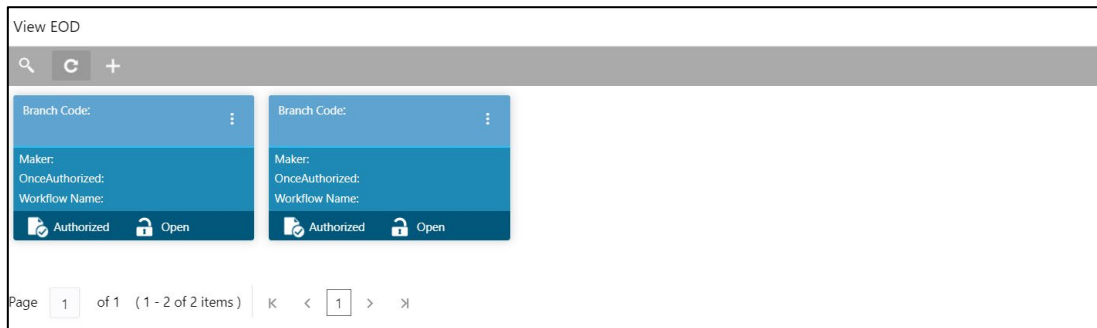 View EOD
Branch Code:
Maker:
OnceAuthorized:
Workflow Name:
Authorized Open
Branch Code:
Maker:
OnceAuthorized:
Workflow Name:
Authorized Open
Page 1 of 1 ( 1 - 2 of 2 items ) 1